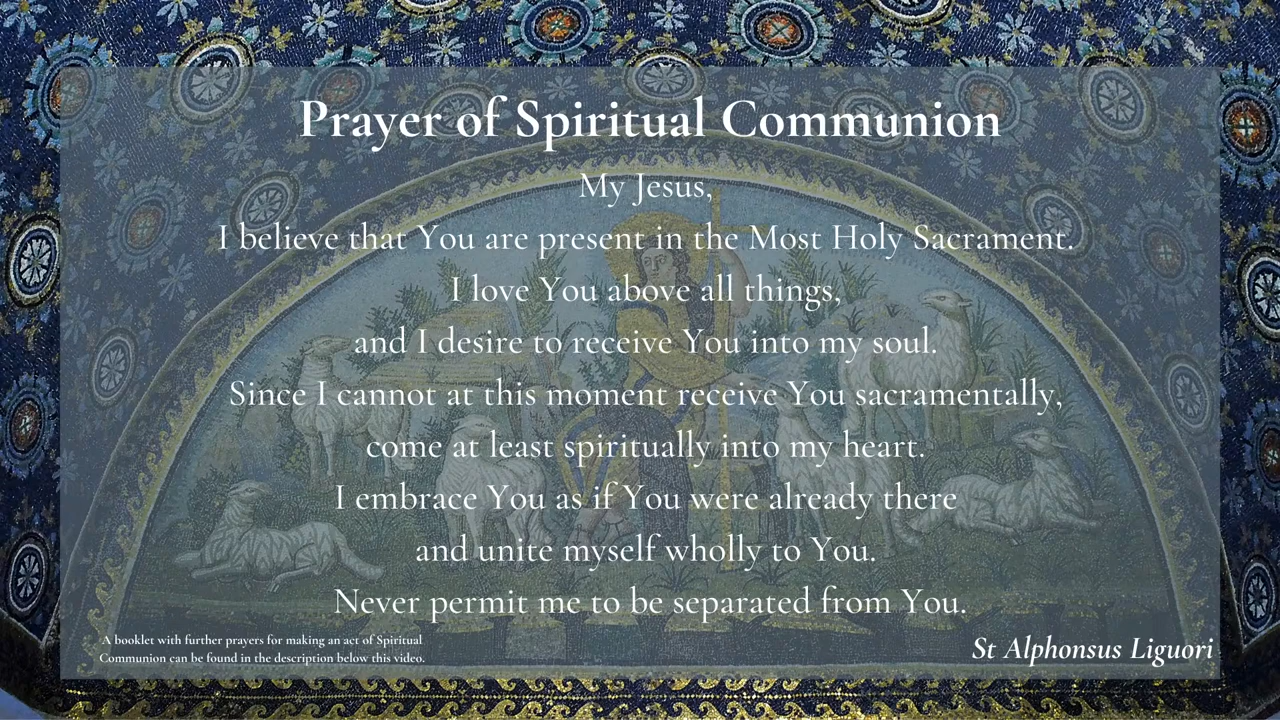 Prayer of Spiritual Communion
My Jesus,
I believe that You are present in the Most Holy Sacrament.
I love You above all things,
and I desire to receive You into my soul.
Since I cannot at this moment receive You sacramentally,
come at least spiritually into my heart.
I embrace You as if You were already there
and unite myself wholly to You.
Never permit me to be separated from You.
A booklet with further prayers for making an act of Spiritual
Communion can be found in the description below this video.
St Alphonsus Liguori